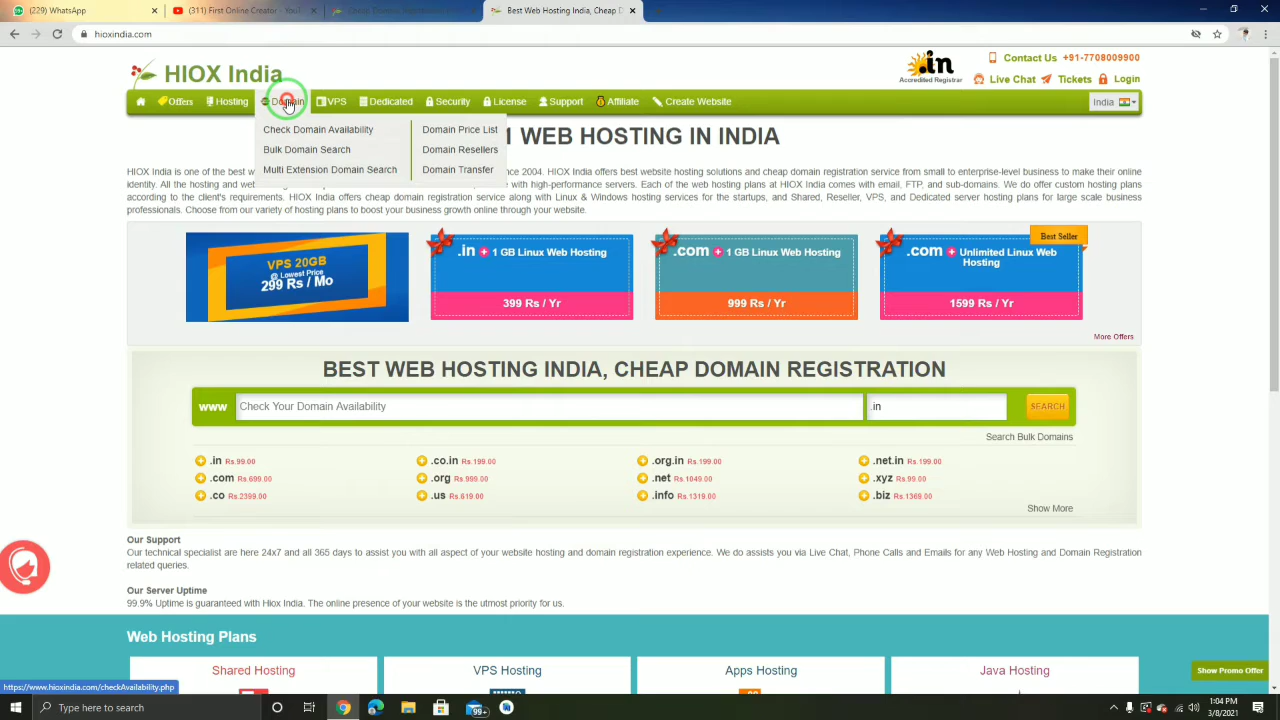 (229) WhatsApp
(311) First Creator - YouTube
Best Web Hosting India, Cheap D
hioxindia.com
HIOX India
.in
Accredited Registrar
Contact Us +91-7708009900
Live Chat Tickets Login
Offers Hosting Domain VPS Dedicated Security License Support Affiliate Create Website India
Check Domain Availability Domain Price List
Bulk Domain Search Domain Resellers
Multi Extension Domain Search Domain Transfer
1 WEB HOSTING IN INDIA
HIOX India is one of the best w nce 2004. HIOX India offers best website hosting solutions and cheap domain registration service from small to enterprise-level business to make their online
identity. All the hosting and web with high-performance servers. Each of the web hosting plans at HIOX India comes with email, FTP, and sub-domains. We do offer custom hosting plans
according to the client's requirements. HIOX India offers cheap domain registration service along with Linux & Windows hosting services for the startups, and Shared, Reseller, VPS, and Dedicated server hosting plans for large scale business
professionals. Choose from our variety of hosting plans to boost your business growth online through your website.
VPS 20GB
@ Lowest Price
299 Rs / Mo
.in + 1 GB Linux Web Hosting
399 Rs / Yr
.com + 1 GB Linux Web Hosting
999 Rs / Yr
Best Seller
.com + Unlimited Linux Web Hosting
1599 Rs / Yr
More Offers
BEST WEB HOSTING INDIA, CHEAP DOMAIN REGISTRATION
www Check Your Domain Availability .in SEARCH
Search Bulk Domains
.in Rs.99.00 .co.in Rs.199.00 .org.in Rs.199.00 .net.in Rs.199.00
.com Rs.699.00 .org Rs.999.00 .net Rs.1049.00 .xyz Rs.99.00
.co Rs.2399.00 .us Rs.619.00 .info Rs.1319.00 .biz Rs.1369.00
Show More
Our Support
Our technical specialist are here 24x7 and all 365 days to assist you with all aspect of your website hosting and domain registration experience. We do assists you via Live Chat, Phone Calls and Emails for any Web Hosting and Domain Registration
related queries.
Our Server Uptime
99.9% Uptime is guaranteed with Hiox India. The online presence of your website is the utmost priority for us.
Web Hosting Plans
Shared Hosting VPS Hosting Apps Hosting Java Hosting
Show Promo Offer
https://www.hioxindia.com/checkAvailability.php
Type here to search
99+
1:04 PM
3/8/2021